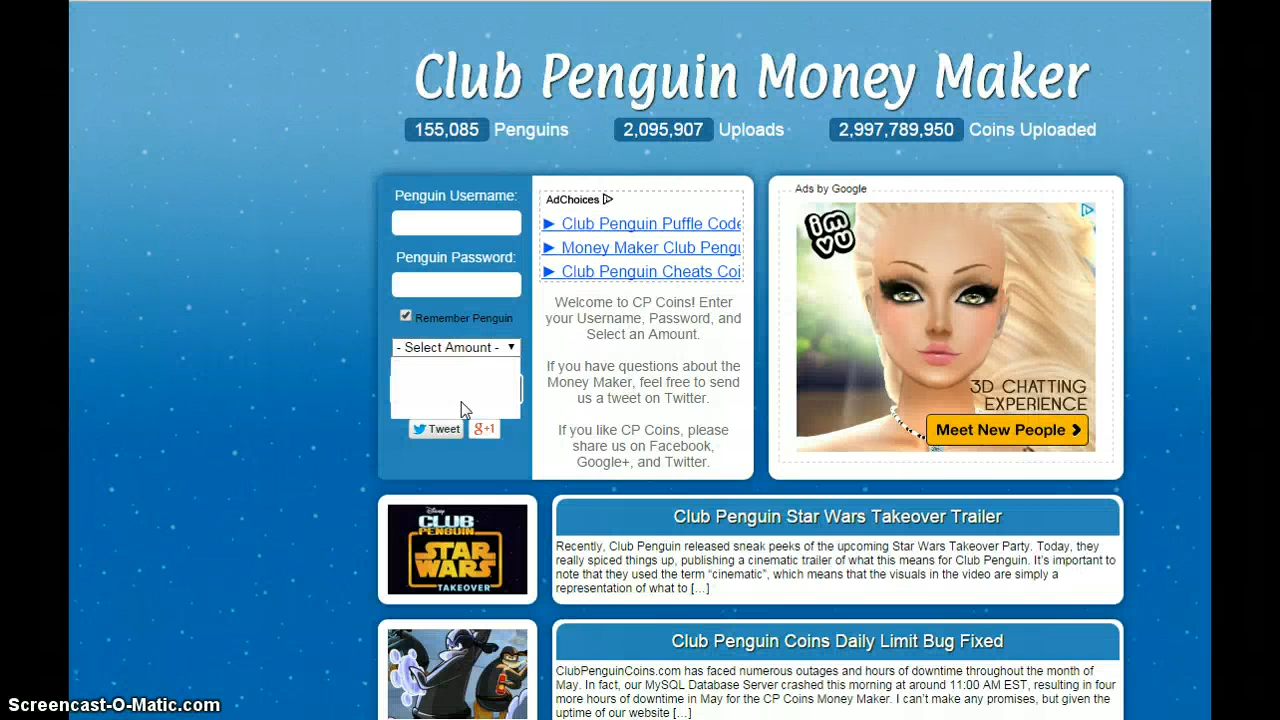 Club Penguin Money Maker
155,085 Penguins 2,095,907 Uploads 2,997,789,950 Coins Uploaded
Penguin Username:
Penguin Password:
Remember Penguin
- Select Amount - ▼
Tweet g+1
AdChoices
► Club Penguin Puffle Code
► Money Maker Club Pengu
► Club Penguin Cheats Coi
Welcome to CP Coins! Enter
your Username, Password, and
Select an Amount.
If you have questions about the
Money Maker, feel free to send
us a tweet on Twitter.
If you like CP Coins, please
share us on Facebook,
Google+, and Twitter.
Ads by Google
imvu
3D CHATTING
EXPERIENCE
Meet New People
Disney
CLUB
PENGUIN
STAR
WARS
TAKEOVER
Club Penguin Star Wars Takeover Trailer
Recently, Club Penguin released sneak peeks of the upcoming Star Wars Takeover Party. Today, they
really spiced things up, publishing a cinematic trailer of what this means for Club Penguin. It's important to
note that they used the term “cinematic”, which means that the visuals in the video are simply a
representation of what to [...]
Club Penguin Coins Daily Limit Bug Fixed
ClubPenguinCoins.com has faced numerous outages and hours of downtime throughout the month of
May. In fact, our MySQL Database Server crashed this morning at around 11:00 AM EST, resulting in four
more hours of downtime in May for the CP Coins Money Maker. I can't make any promises, but given the
uptime of our website [...]
Screencast-O-Matic.com